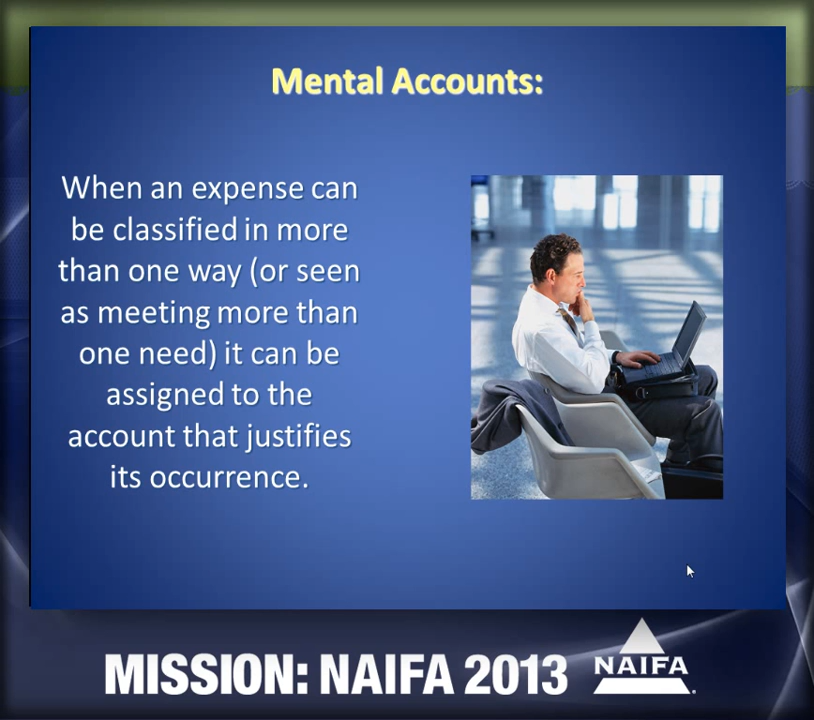 Mental Accounts:
When an expense can
be classified in more
than one way (or seen
as meeting more than
one need) it can be
assigned to the
account that justifies
its occurrence.
MISSION: NAIFA 2013
NAIFA